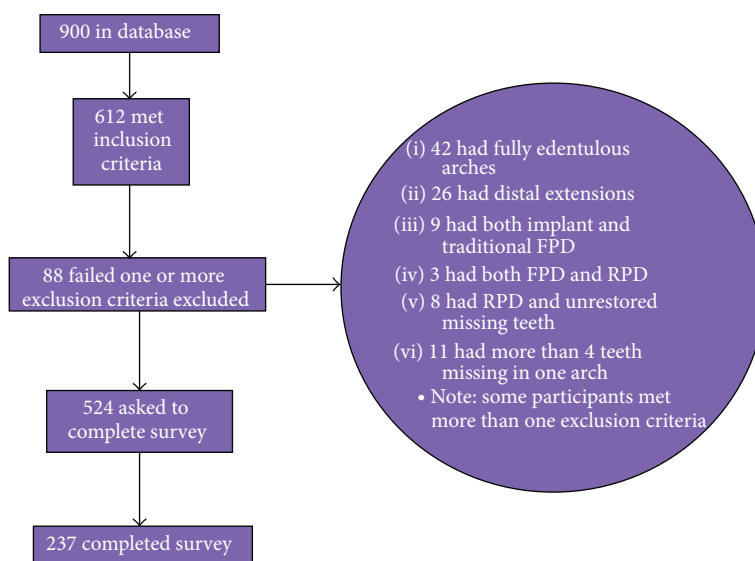 900 in database
612 met
inclusion
criteria
88 failed one or more
exclusion criteria excluded
524 asked to
complete survey
237 completed survey
(i) 42 had fully edentulous
arches
(ii) 26 had distal extensions
(iii) 9 had both implant and
traditional FPD
(iv) 3 had both FPD and RPD
(v) 8 had RPD and unrestored
missing teeth
(vi) 11 had more than 4 teeth
missing in one arch
• Note: some participants met
more than one exclusion criteria